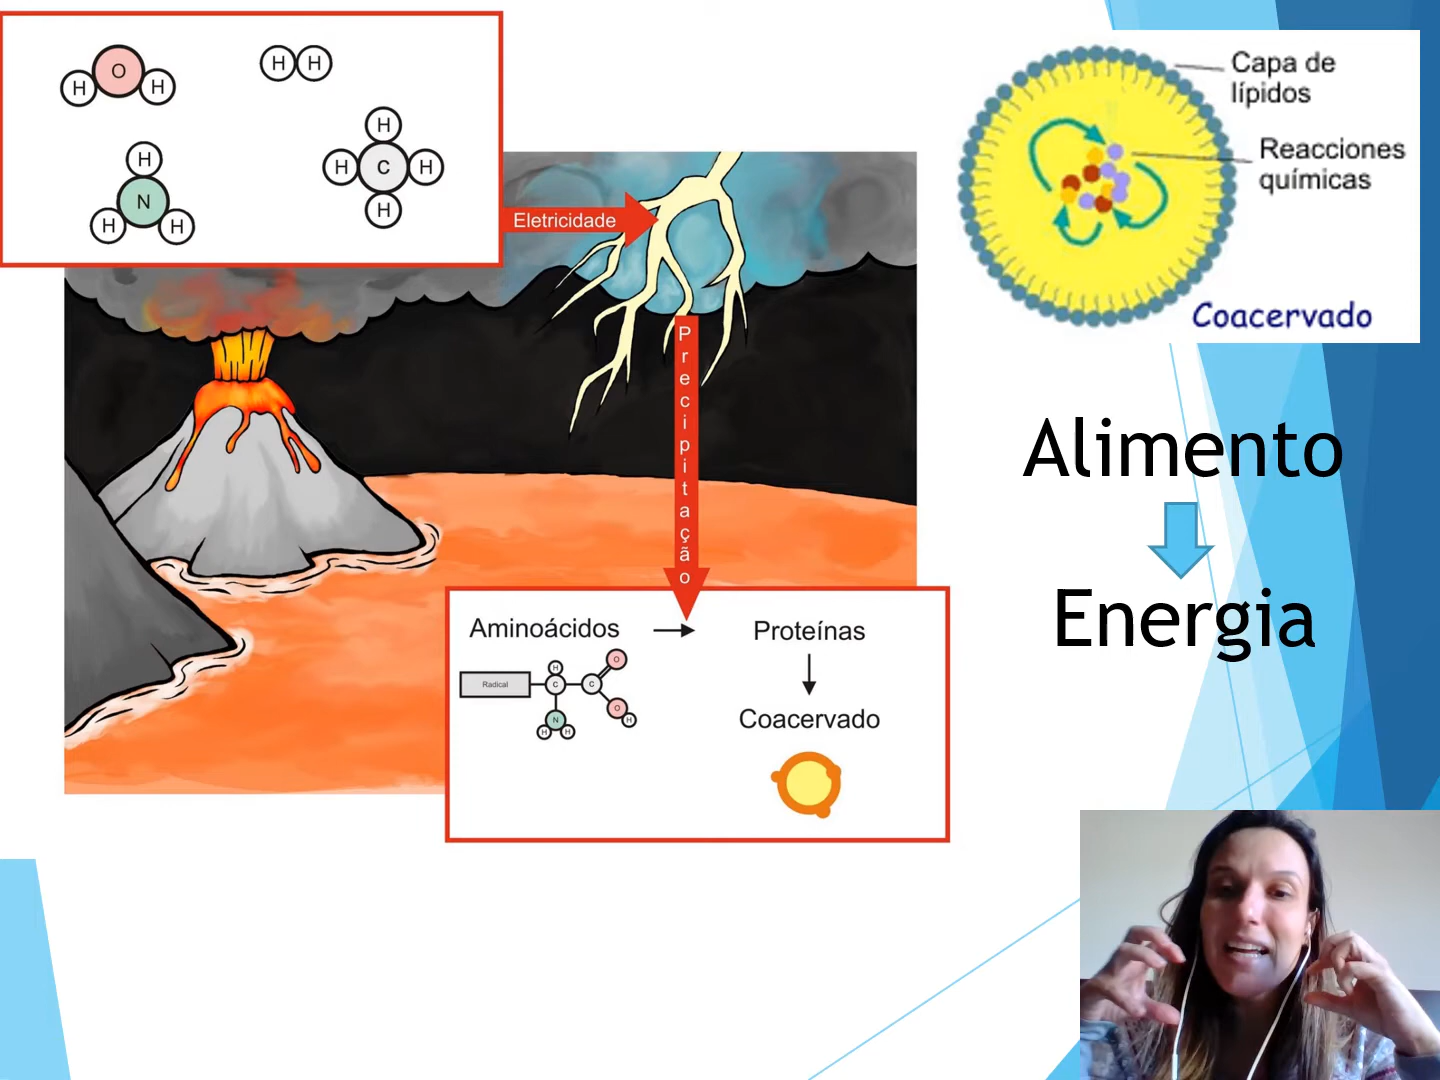 O
H
H
H H
H
N
H
H
H
H
C
H
H
Eletricidade
Precipitação
Capa de
lípidos
Reacciones
químicas
Coacervado
Alimento
Energia
Aminoácidos
Proteínas
Radical
H
C
C
O
O
H
N
H
H
Coacervado